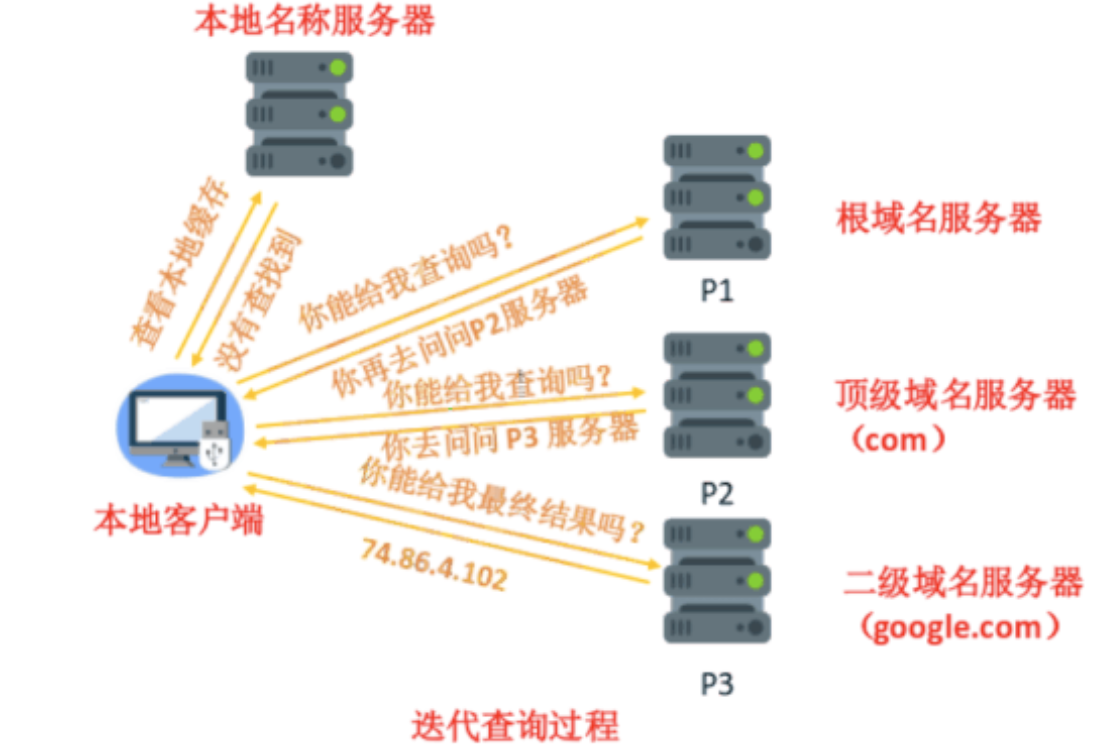 本地名称服务器
查看本地缓存
没有查找到
你能给我查询吗？
你再去问问P2服务器
根域名服务器
P1
你能给我查询吗？
你去问问 P3 服务器
顶级域名服务器
（com）
P2
本地客户端
你能给我最终结果吗？
74.86.4.102
二级域名服务器
（google.com）
P3
迭代查询过程